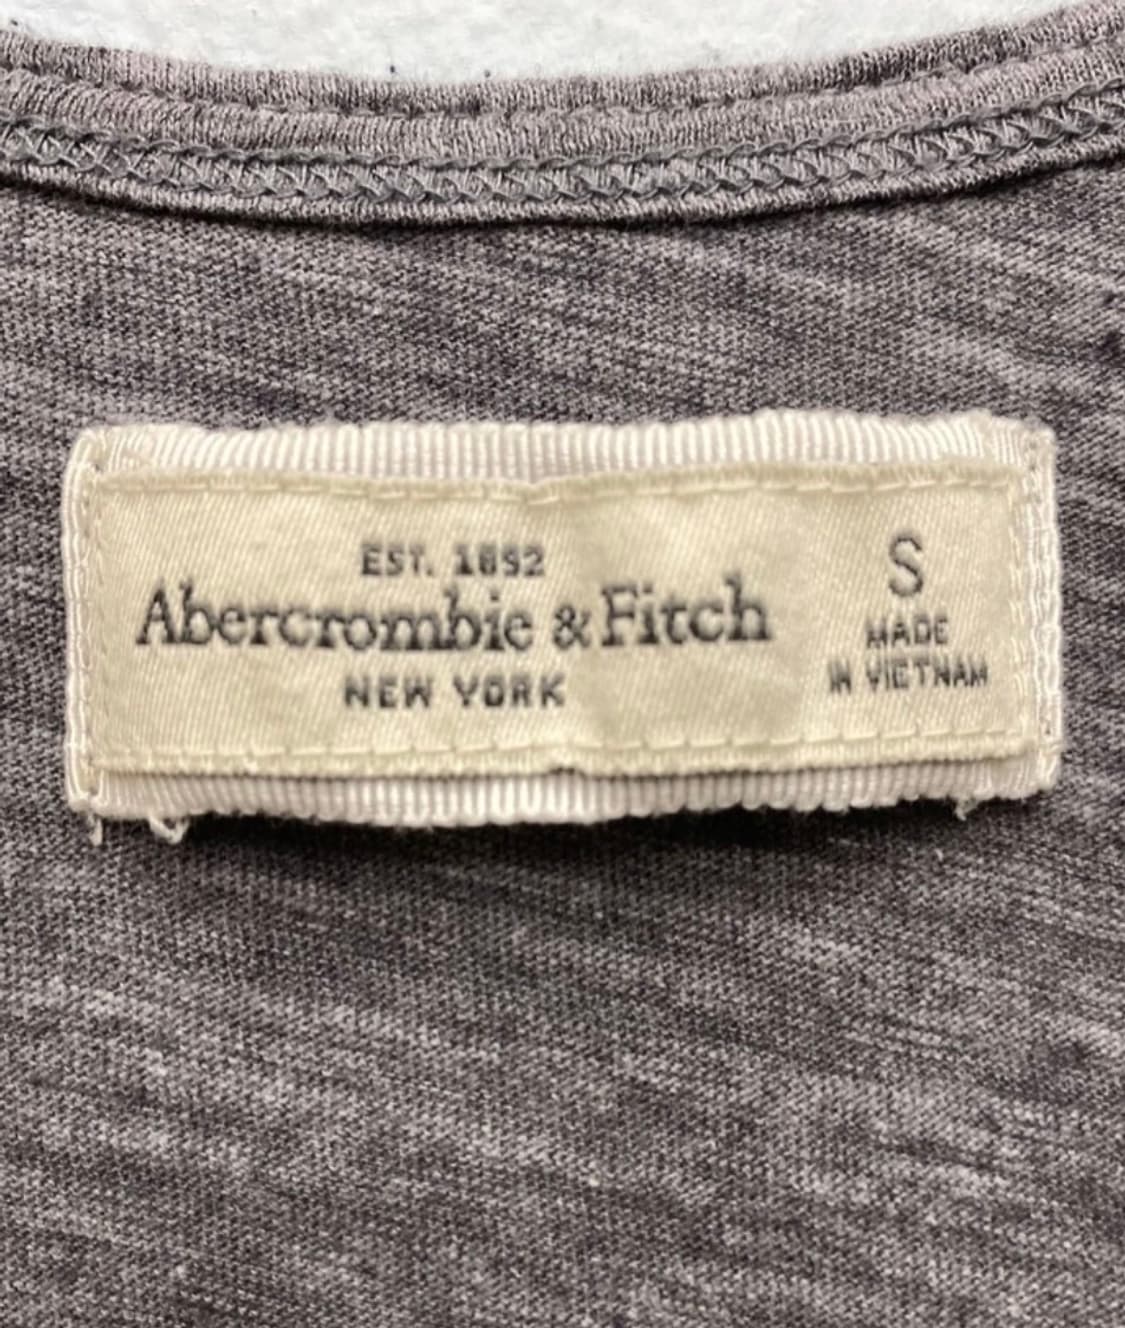 EST. 1892
Abercrombie & Fitch
NEW YORK
S
MADE
IN VIETNAM